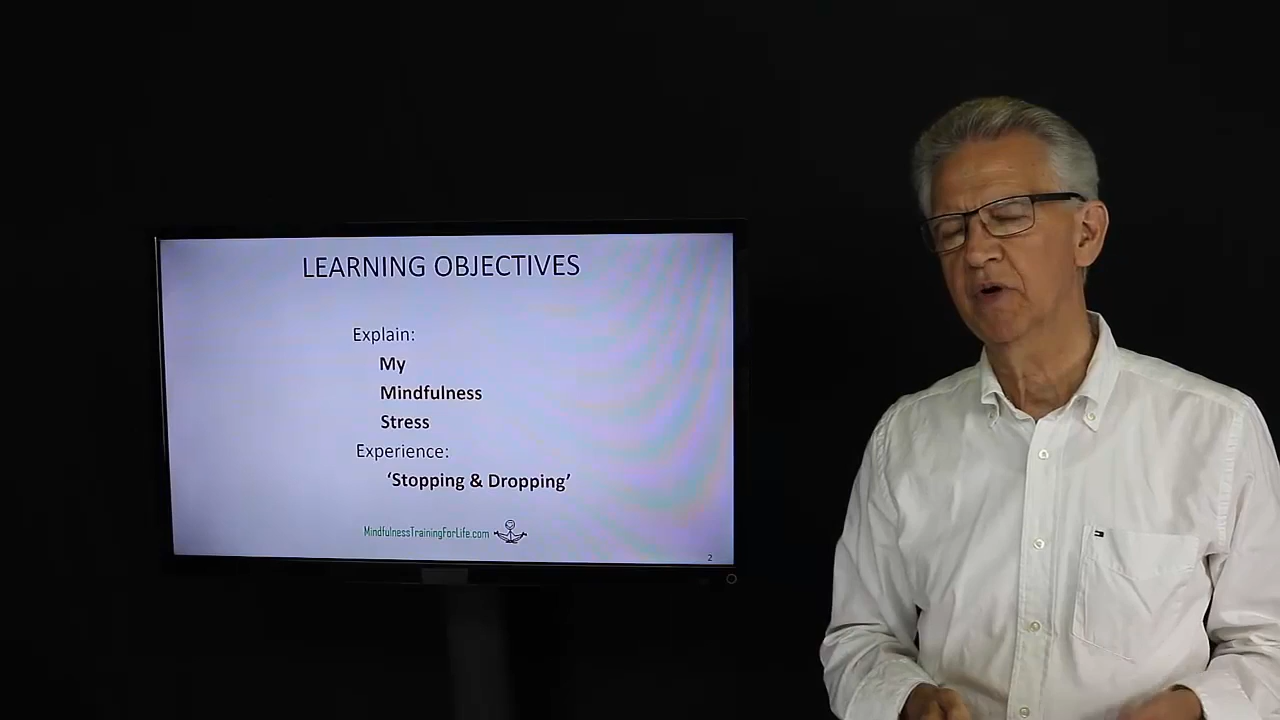 LEARNING OBJECTIVES
Explain:
My
Mindfulness
Stress
Experience:
‘Stopping & Dropping’
MindfulnessTrainingForLife.com
2